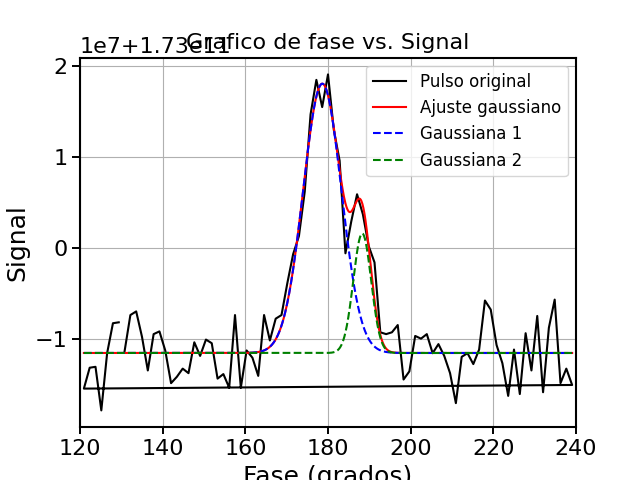 1e7+1.73e11
Grafico de fase vs. Signal
Pulso original
Ajuste gaussiano
Gaussiana 1
Gaussiana 2
2
1
0
−1
Signal
120 140 160 180 200 220 240
Fase (grados)